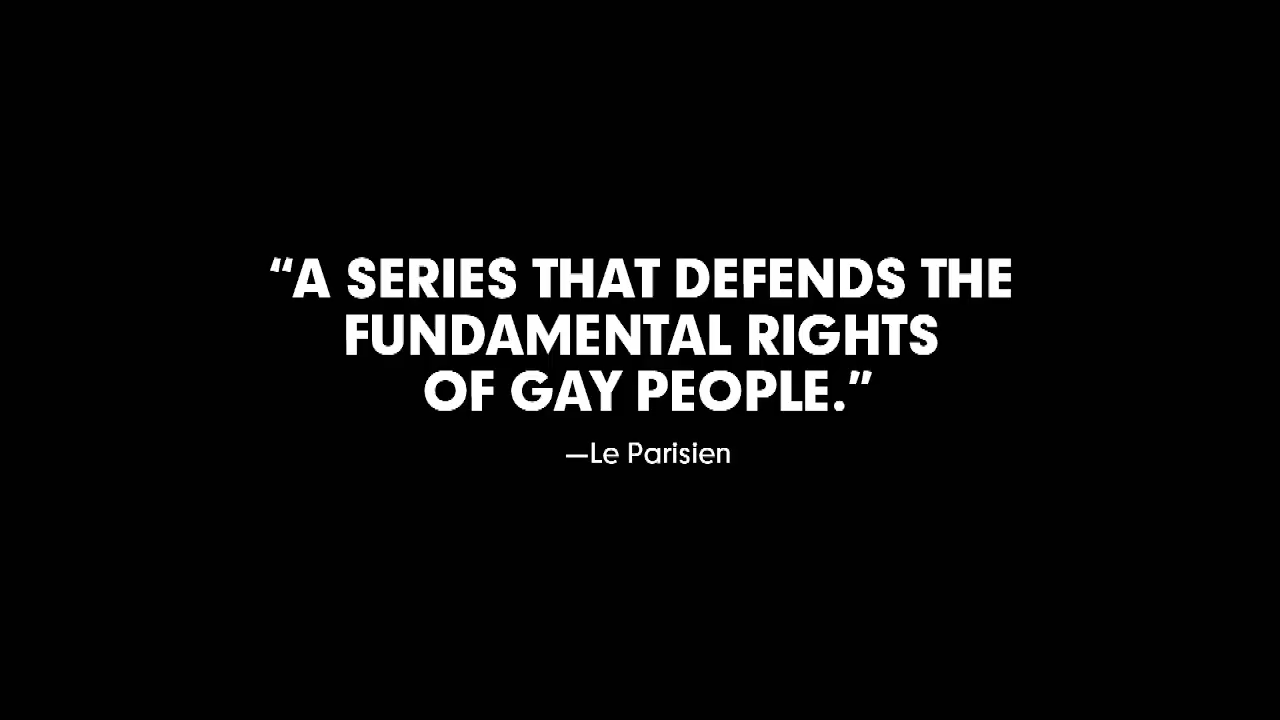 “A SERIES THAT DEFENDS THE
FUNDAMENTAL RIGHTS
OF GAY PEOPLE.”
—Le Parisien